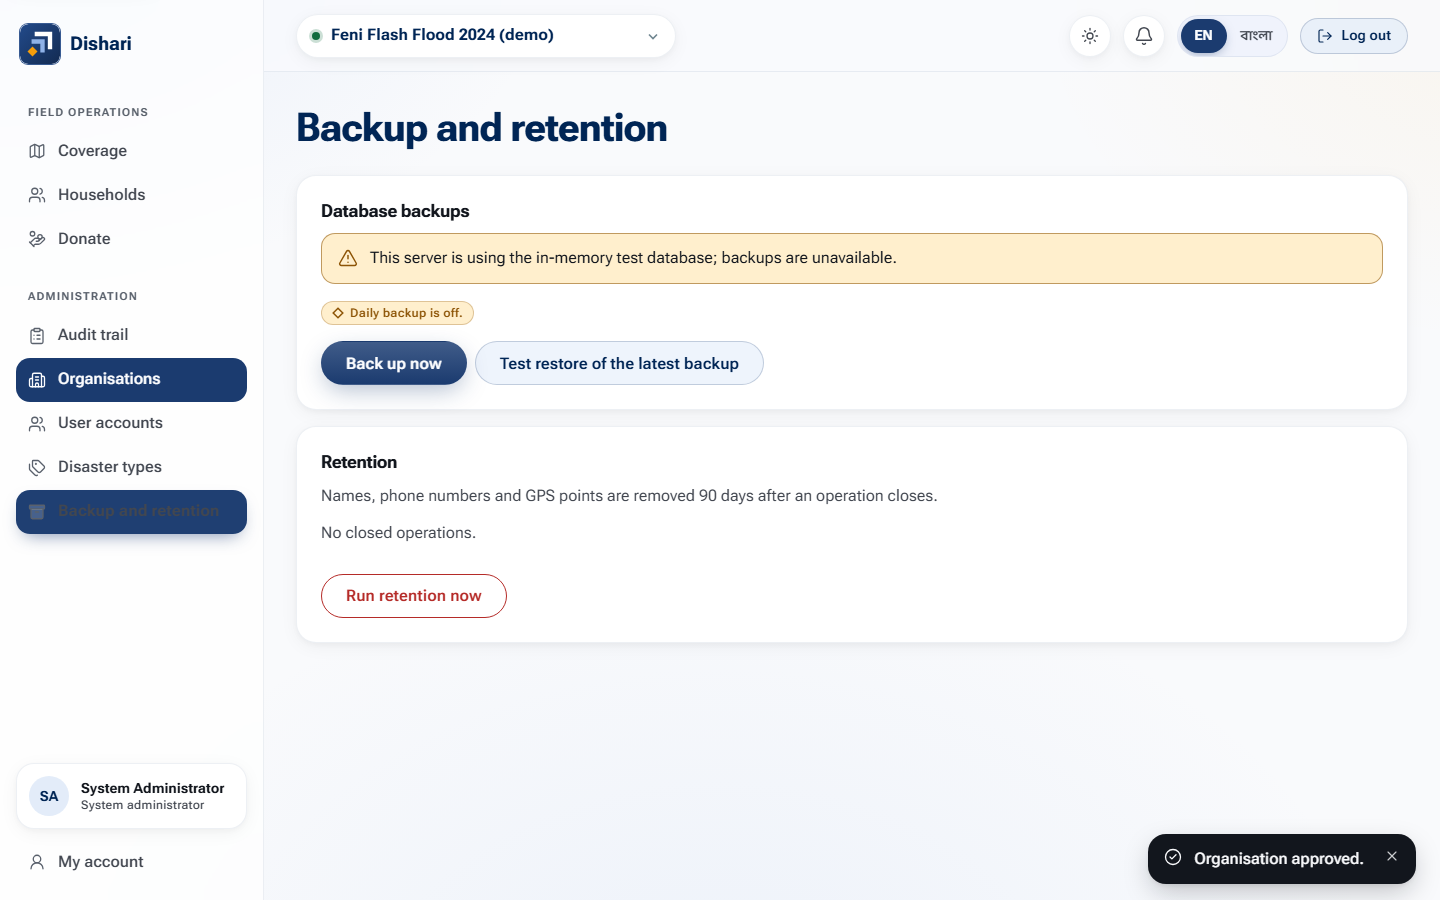 Dishari
Feni Flash Flood 2024 (demo)
EN
বাংলা
Log out
FIELD OPERATIONS
Coverage
Households
Donate
ADMINISTRATION
Audit trail
Organisations
User accounts
Disaster types
Backup and retention
SA
System Administrator
System administrator
My account
Backup and retention
Database backups
This server is using the in-memory test database; backups are unavailable.
Daily backup is off.
Back up now
Test restore of the latest backup
Retention
Names, phone numbers and GPS points are removed 90 days after an operation closes.
No closed operations.
Run retention now
Organisation approved.